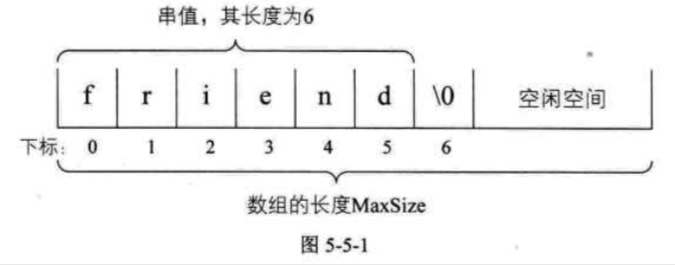 串值，其长度为6
f r i e n d \0 空闲空间
下标: 0 1 2 3 4 5 6
数组的长度MaxSize
图 5-5-1